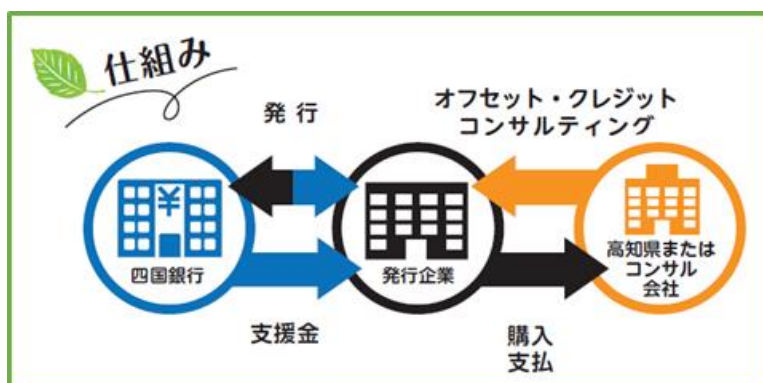 仕組み
発行
オフセット・クレジット
コンサルティング
¥
四国銀行
発行企業
高知県または
コンサル
会社
支援金
購入
支払